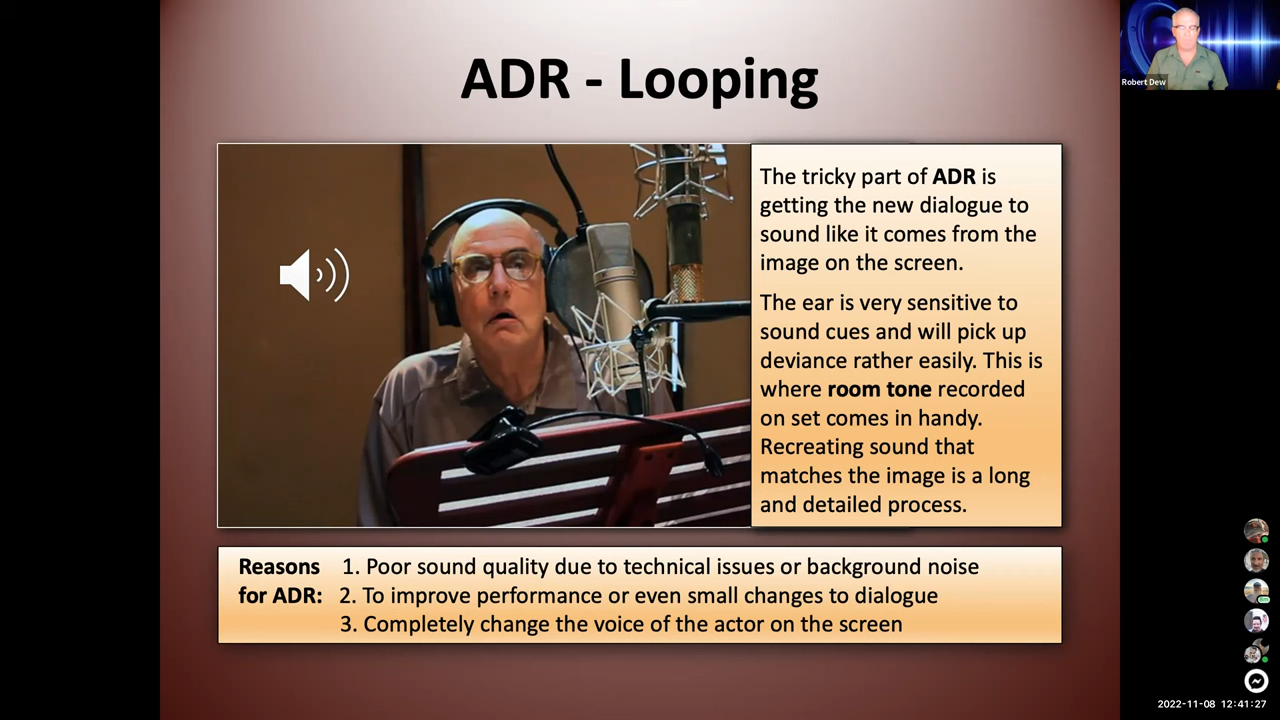 ADR - Looping
Robert Dew
The tricky part of ADR is
getting the new dialogue to
sound like it comes from the
image on the screen.
The ear is very sensitive to
sound cues and will pick up
deviance rather easily. This is
where room tone recorded
on set comes in handy.
Recreating sound that
matches the image is a long
and detailed process.
Reasons 1. Poor sound quality due to technical issues or background noise
for ADR: 2. To improve performance or even small changes to dialogue
3. Completely change the voice of the actor on the screen
2022-11-08 12:41:27